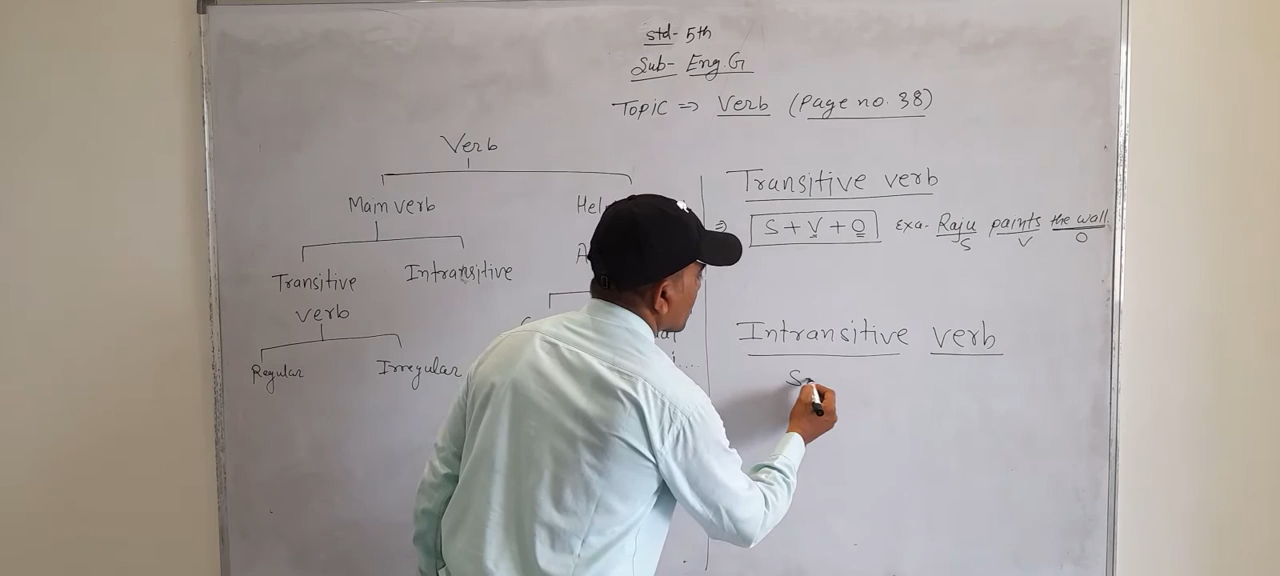 std- 5th
Sub- Eng.G
Topic => Verb (Page no. 38)
Verb
Main verb
Transitive Intransitive
verb
Regular Irregular
Transitive verb
=> S + V + O Exa- Raju paints the wall.
S V O
Intransitive verb
S